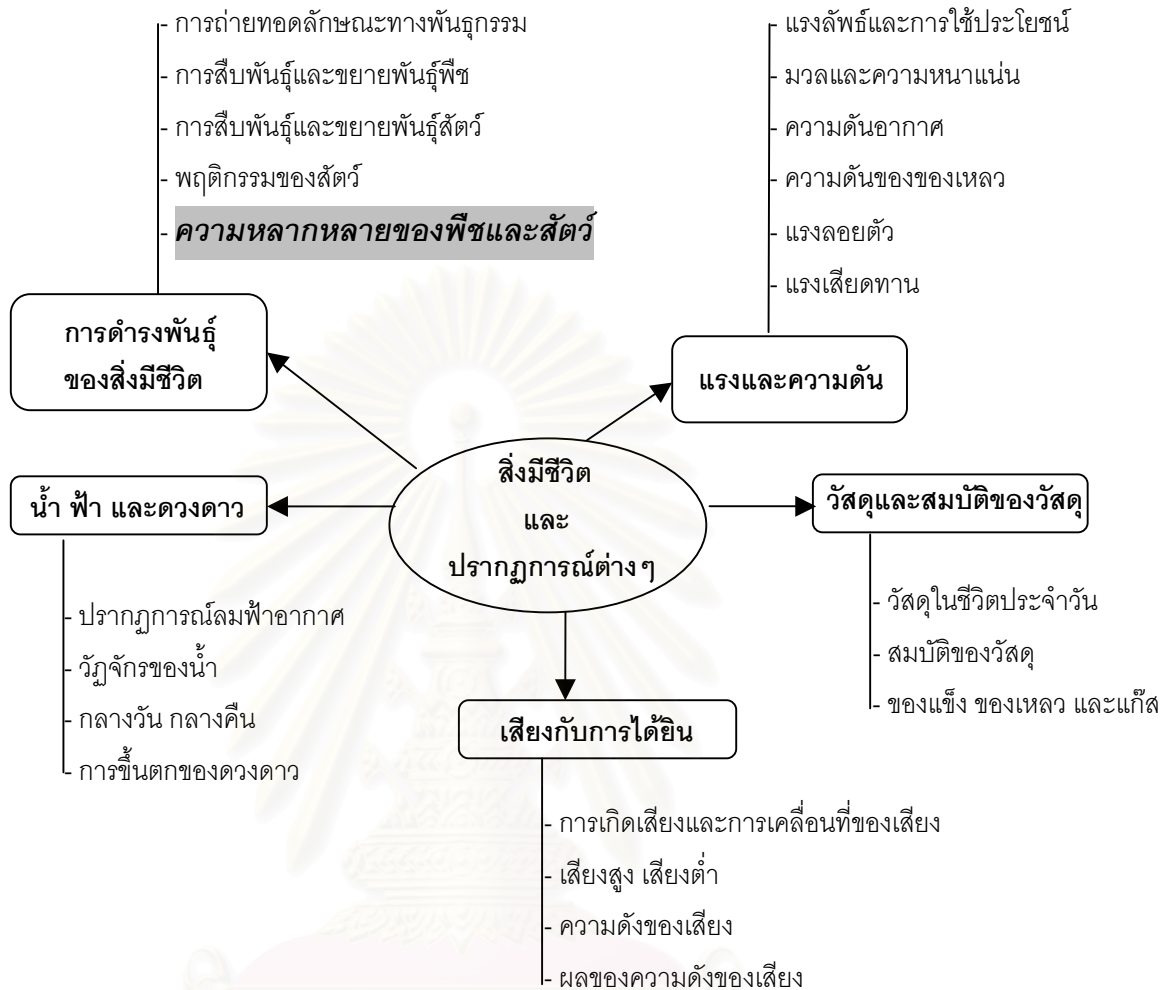 - การถ่ายทอดลักษณะทางพันธุกรรม
- การสืบพันธุ์และขยายพันธุ์พืช
- การสืบพันธุ์และขยายพันธุ์สัตว์
- พฤติกรรมของสัตว์
- ความหลากหลายของพืชและสัตว์
การดำรงพันธุ์
ของสิ่งมีชีวิต
- แรงลัพธ์และการใช้ประโยชน์
- มวลและความหนาแน่น
- ความดันอากาศ
- ความดันของของเหลว
- แรงลอยตัว
- แรงเสียดทาน
แรงและความดัน
สิ่งมีชีวิต
และ
ปรากฏการณ์ต่างๆ
น้ำ ฟ้า และดวงดาว
- ปรากฏการณ์ลมฟ้าอากาศ
- วัฏจักรของน้ำ
- กลางวัน กลางคืน
- การขึ้นตกของดวงดาว
วัสดุและสมบัติของวัสดุ
- วัสดุในชีวิตประจำวัน
- สมบัติของวัสดุ
- ของแข็ง ของเหลว และแก๊ส
เสียงกับการได้ยิน
- การเกิดเสียงและการเคลื่อนที่ของเสียง
- เสียงสูง เสียงต่ำ
- ความดังของเสียง
- ผลของความดังของเสียง